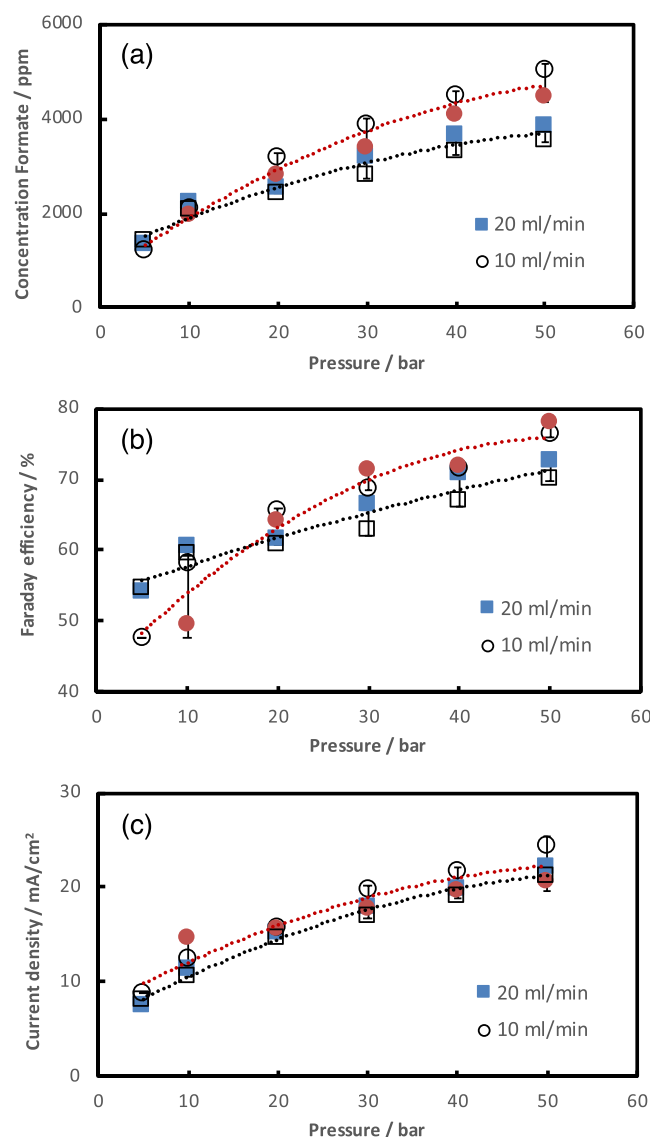 (a)
Concentration Formate / ppm
6000
4000
2000
0
20 ml/min
10 ml/min
0 10 20 30 40 50 60
Pressure / bar
(b)
Faraday efficiency / %
80
70
60
50
40
20 ml/min
10 ml/min
0 10 20 30 40 50 60
Pressure / bar
(c)
Current density / mA/cm²
30
20
10
0
20 ml/min
10 ml/min
0 10 20 30 40 50 60
Pressure / bar